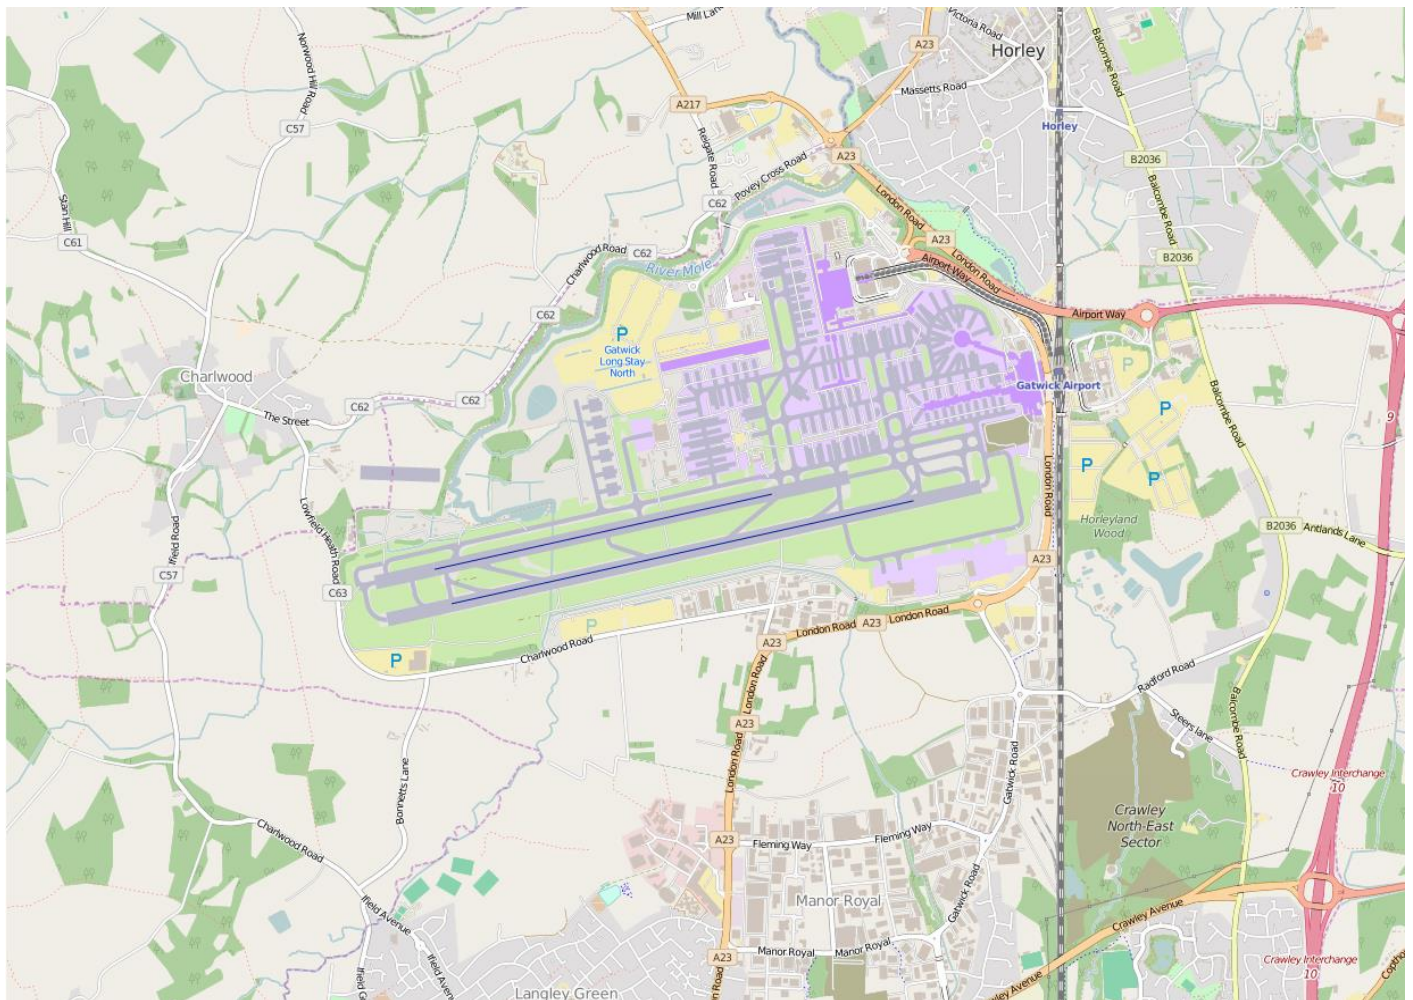 Mill Lane
Victoria Road
A23
Horley
Norwood Hill Road
Balcombe Road
Massetts Road
A217
C57
Horley
Reigate Road
A23
B2036
Povey Cross Road
Stan Hill
C62
London Road
Balcombe Road
C61
A23
Charlwood Road
C62
River Mole
Airport Way
London Road
B2036
C62
Airport Way
P
Gatwick
Long Stay
North
P
Charlwood
Gatwick Airport
C62
C62
P
The Street
Balcombe Road
9
P
P
London Road
Lowfield Heath Road
Ifield Road
Horleyland
Wood
B2036
Antlands Lane
A23
C57
C63
P
London Road
A23
London Road
A23
P
Charlwood Road
London Road
Radford Road
A23
Steers lane
Balcombe Road
London Road
Gatwick Road
Bonnetts Lane
Crawley Interchange
10
Crawley
North-East
Sector
Charlwood Road
A23
Fleming Way
Fleming Way
Gatwick Road
Ifield Avenue
Manor Royal
Crawley Avenue
Manor Royal
Manor Royal
A23
Ifield Avenue
Crawley Interchange
10
Langley Green